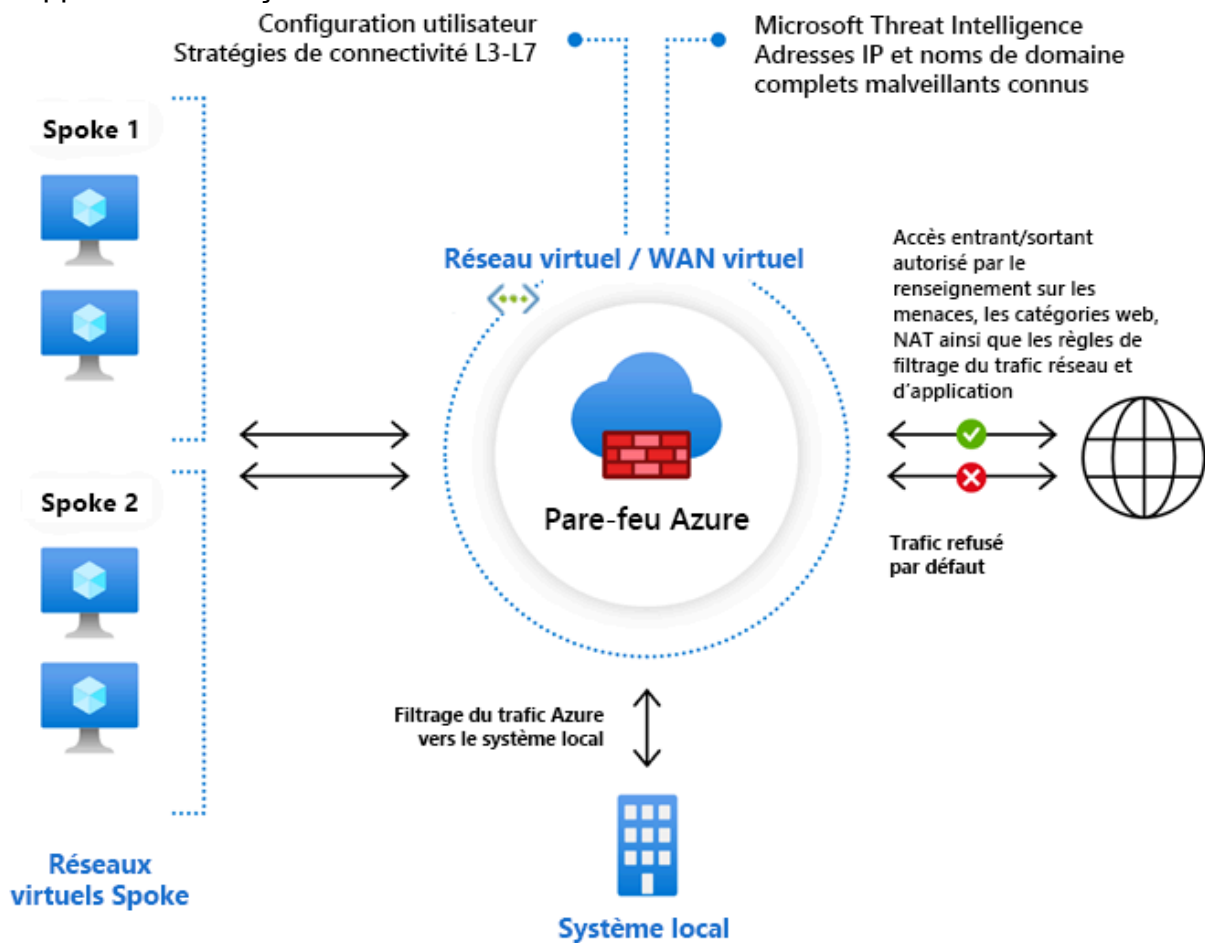 Configuration utilisateur
Stratégies de connectivité L3-L7
Microsoft Threat Intelligence
Adresses IP et noms de domaine
complets malveillants connus
Spoke 1
Réseau virtuel / WAN virtuel
Accès entrant/sortant
autorisé par le
renseignement sur les
menaces, les catégories web,
NAT ainsi que les règles de
filtrage du trafic réseau et
d'application
Spoke 2
Pare-feu Azure
Trafic refusé
par défaut
Filtrage du trafic Azure
vers le système local
Réseaux
virtuels Spoke
Système local